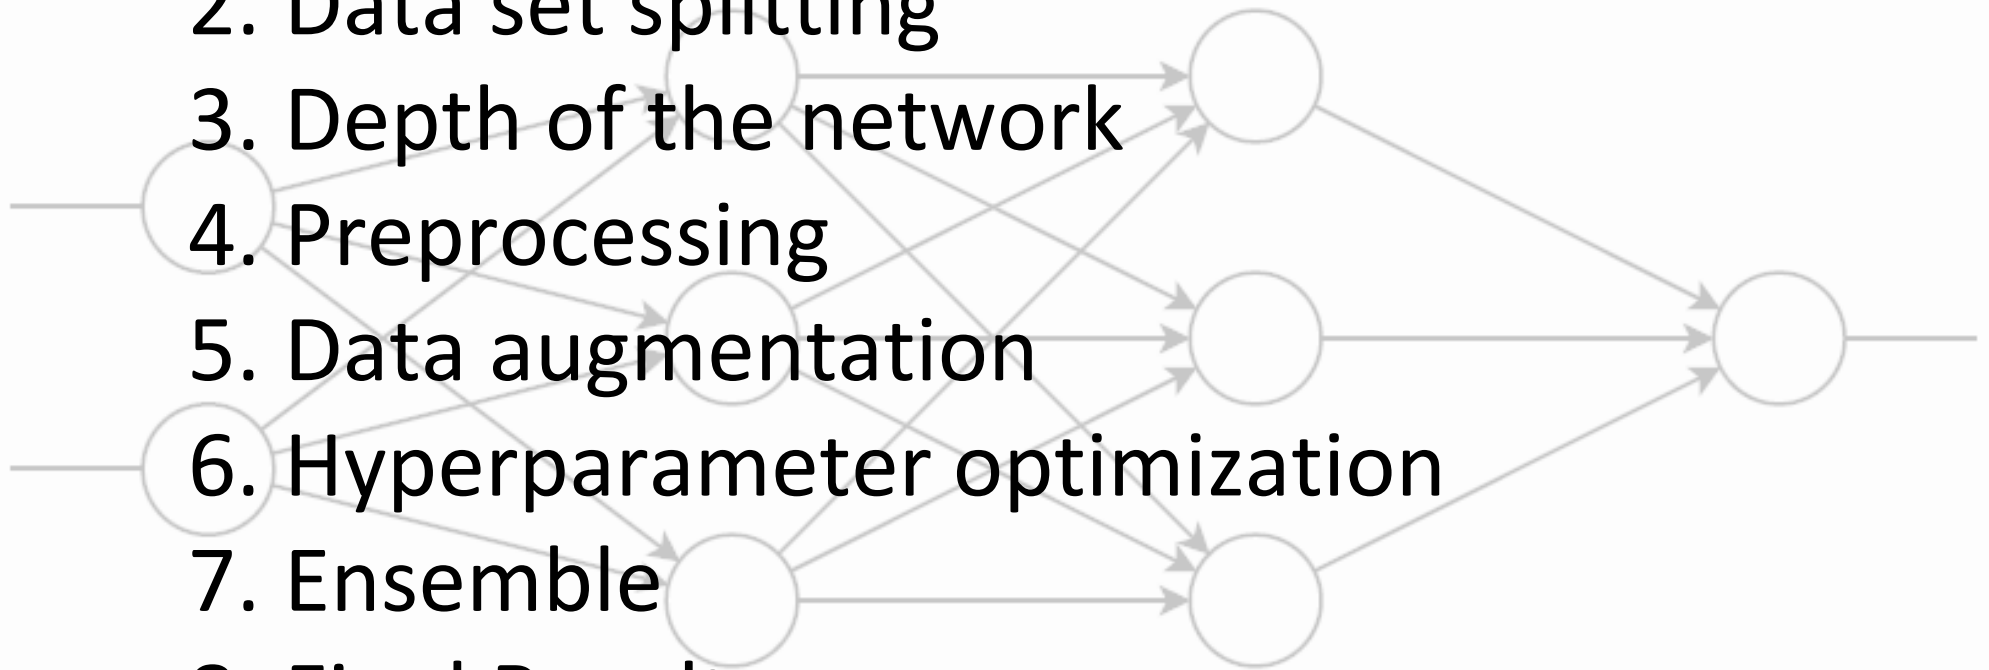 2. Data set splitting
3. Depth of the network
4. Preprocessing
5. Data augmentation
6. Hyperparameter optimization
7. Ensemble